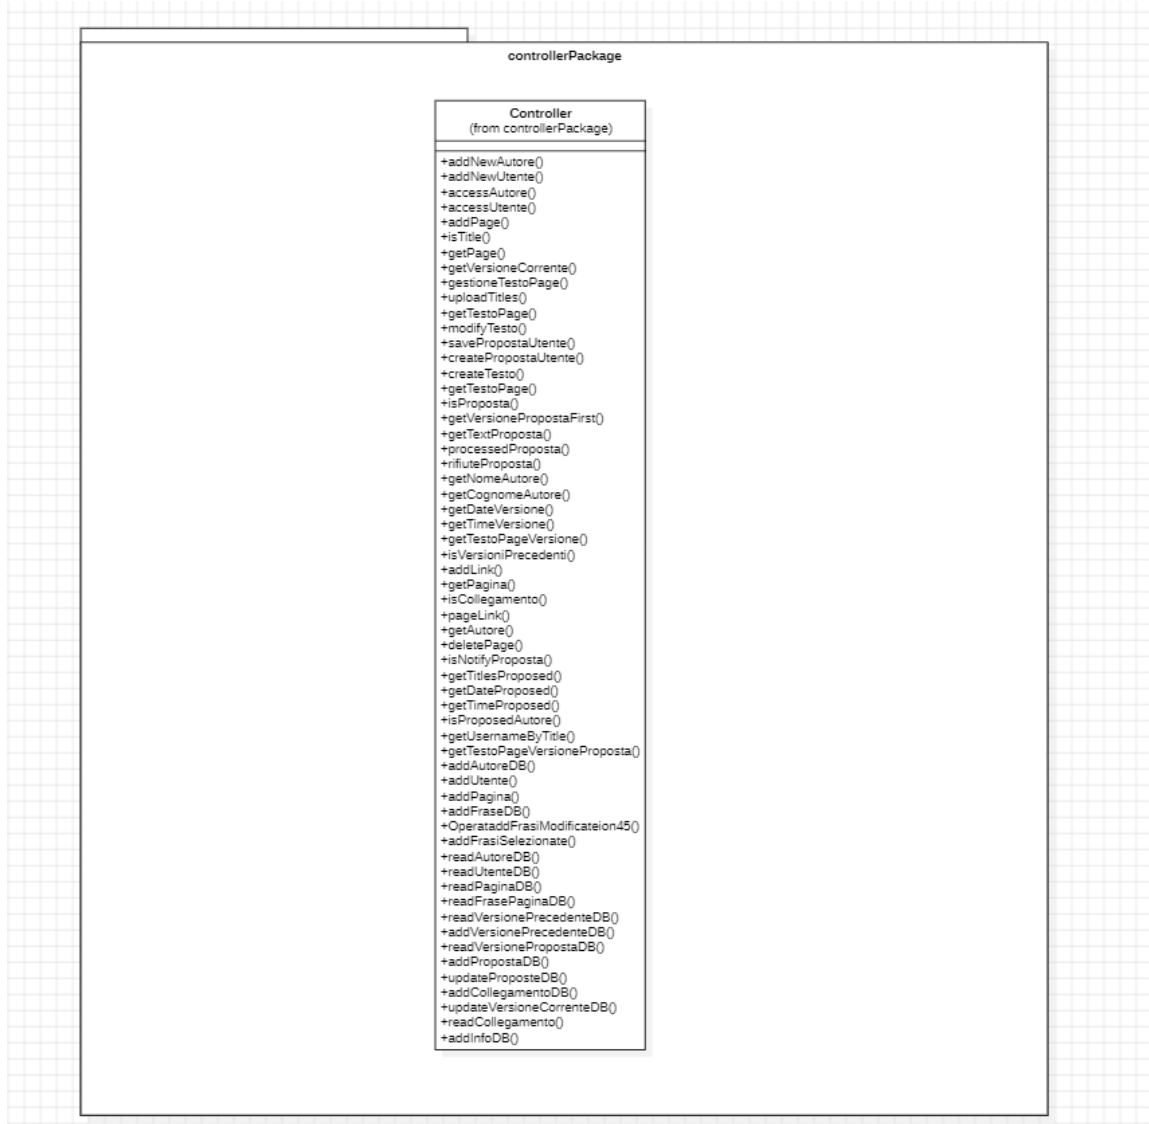 controllerPackage
Controller
(from controllerPackage)
+addNewAutore()
+addNewUtente()
+accessAutore()
+accessUtente()
+addPage()
+isTitle()
+getPage()
+getVersioneCorrente()
+gestioneTestoPage()
+uploadTitles()
+getTestoPage()
+modifyTesto()
+savePropostaUtente()
+createPropostaUtente()
+createTesto()
+getTestoPage()
+isProposta()
+getVersionePropostaFirst()
+getTextProposta()
+processedProposta()
+rifiuteProposta()
+getNomeAutore()
+getCognomeAutore()
+getDateVersione()
+getTimeVersione()
+getTestoPageVersione()
+isVersioniPrecedenti()
+addLink()
+getPagina()
+isCollegamento()
+pageLink()
+getAutore()
+deletePage()
+isNotifyProposta()
+getTitlesProposed()
+getDateProposed()
+getTimeProposed()
+isProposedAutore()
+getUsernameByTitle()
+getTestoPageVersioneProposta()
+addAutoreDB()
+addUtente()
+addPagina()
+addFraseDB()
+OperataddFrasiModificateion45()
+addFrasiSelezionate()
+readAutoreDB()
+readUtenteDB()
+readPaginaDB()
+readFrasePaginaDB()
+readVersionePrecedenteDB()
+addVersionePrecedenteDB()
+readVersionePropostaDB()
+addPropostaDB()
+updateProposteDB()
+addCollegamentoDB()
+updateVersioneCorrenteDB()
+readCollegamento()
+addInfoDB()